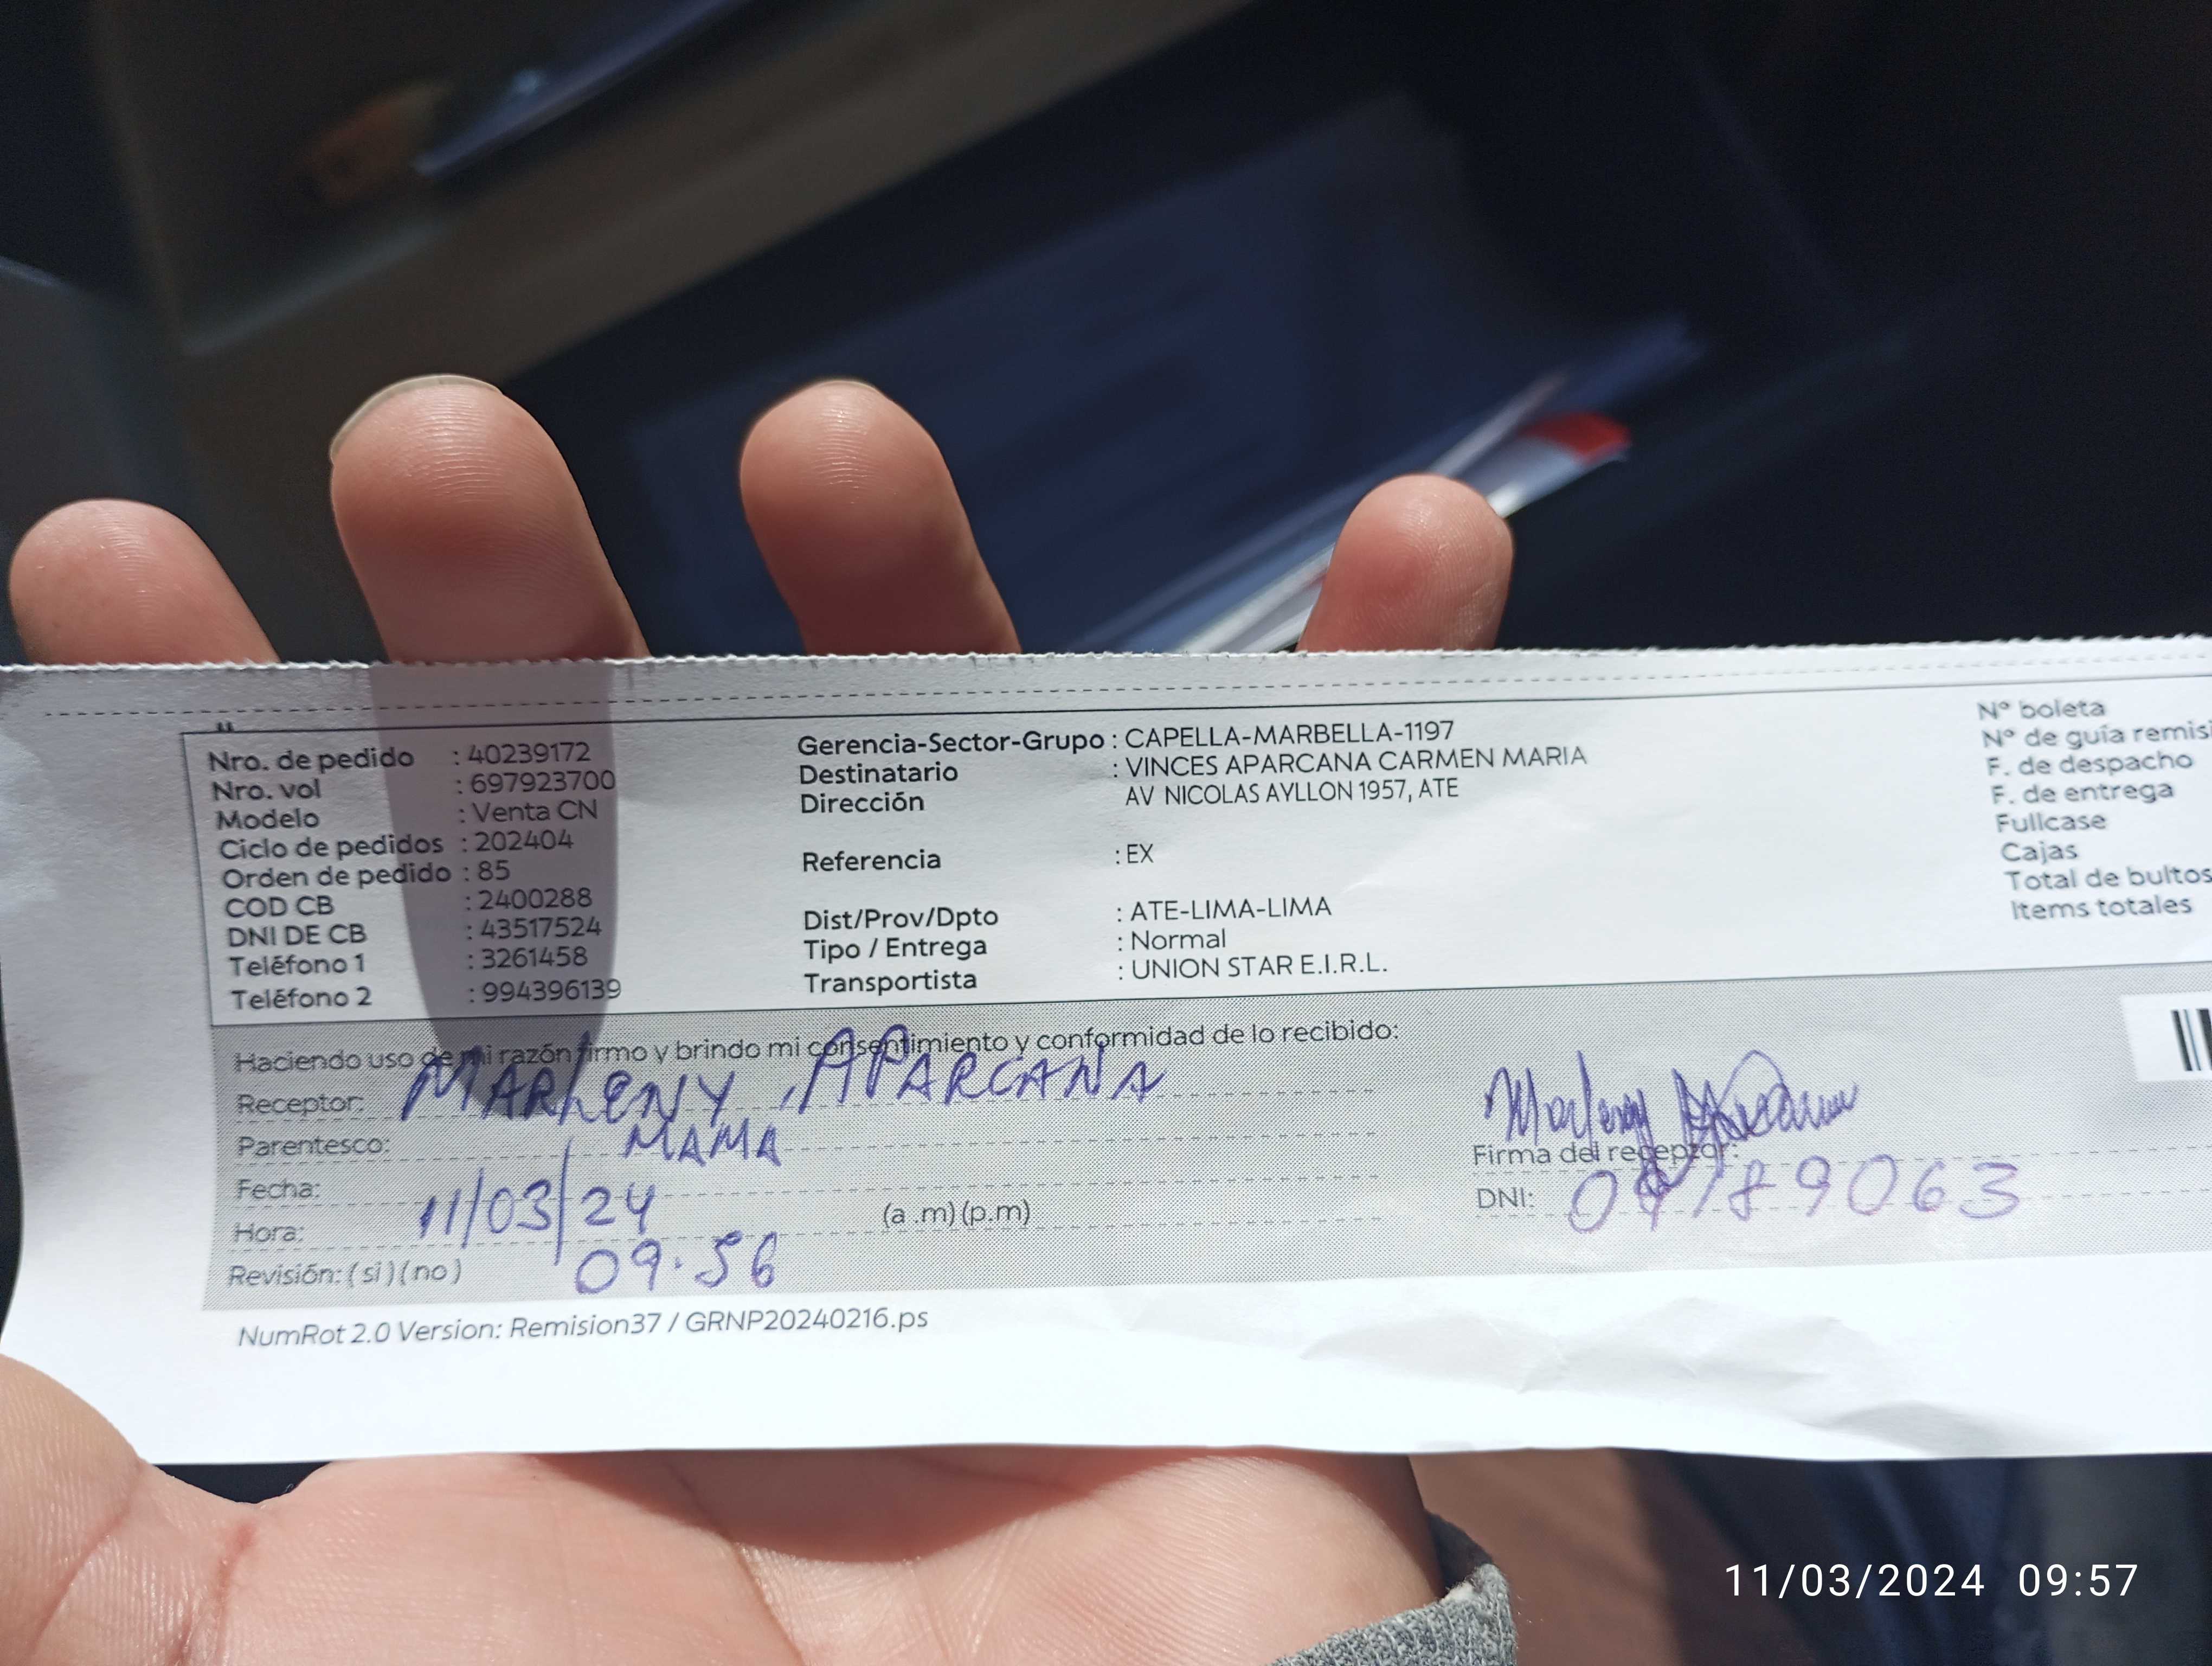 Nro. de pedido : 40239172
Nro. vol : 697923700
Modelo : Venta CN
Ciclo de pedidos : 202404
Orden de pedido : 85
COD CB : 2400288
DNI DE CB : 43517524
Teléfono 1 : 3261458
Teléfono 2 : 994396139
Gerencia-Sector-Grupo : CAPELLA-MARBELLA-1197
Destinatario : VINCES APARCANA CARMEN MARIA
Dirección AV NICOLAS AYLLON 1957, ATE
Referencia : EX
Dist/Prov/Dpto : ATE-LIMA-LIMA
Tipo / Entrega : Normal
Transportista : UNION STAR E.I.R.L.
N° boleta
N° de guía remisi
F. de despacho
F. de entrega
Fullcase
Cajas
Total de bultos
Items totales
Haciendo uso de mi razón firmo y brindo mi consentimiento y conformidad de lo recibido:
Receptor: MARLENY APARCANA
Parentesco: MAMA
Fecha: 11/03/24
Hora: 09.56 (a .m) (p.m)
Revisión: (si) (no)
Marleny
Firma del receptor:
DNI:
NumRot 2.0 Version: Remision37 / GRNP20240216.ps
11/03/2024 09:57